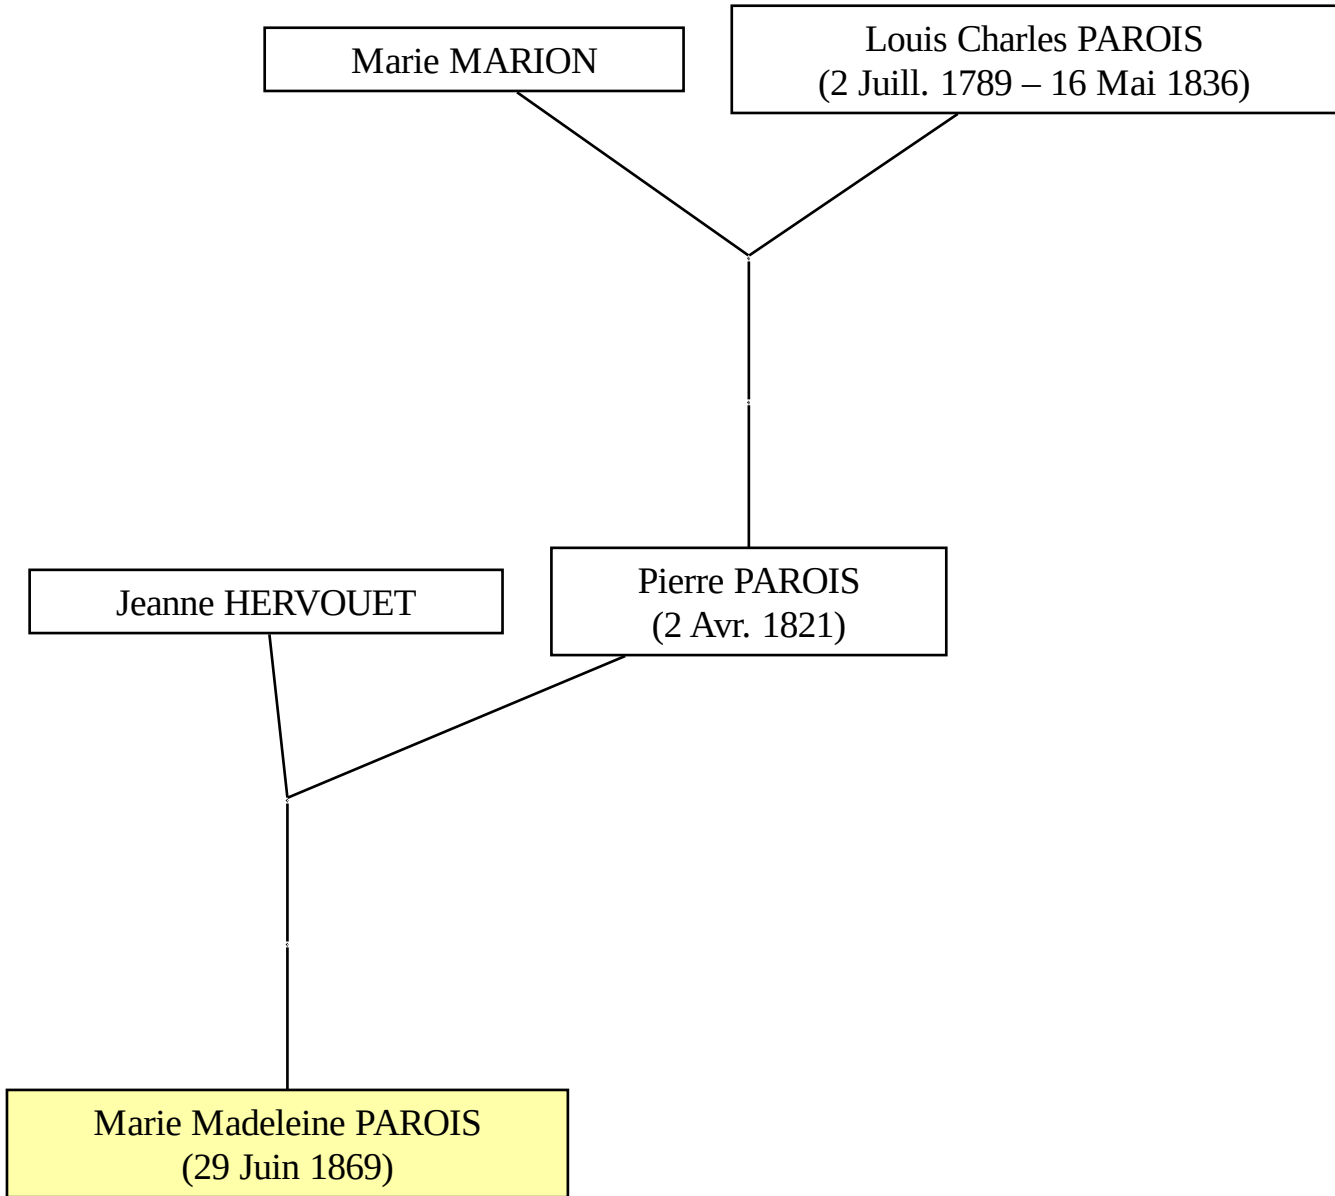 Marie MARION
Louis Charles PAROIS
(2 Juill. 1789 – 16 Mai 1836)
Jeanne HERVOUET
Pierre PAROIS
(2 Avr. 1821)
Marie Madeleine PAROIS
(29 Juin 1869)